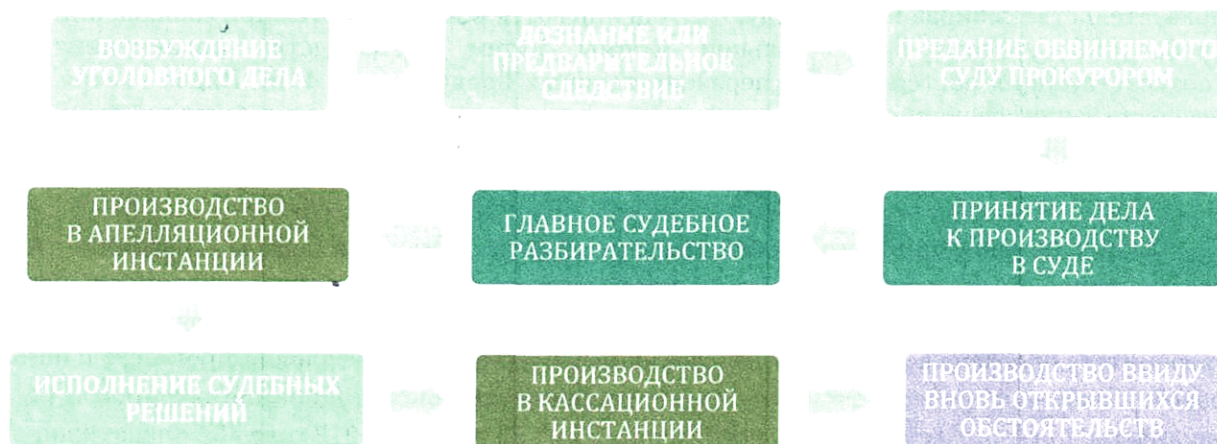 ВОЗБУЖДЕНИЕ
УГОЛОВНОГО ДЕЛА
ДОЗНАНИЕ ИЛИ
ПРЕДВАРИТЕЛЬНОЕ
СЛЕДСТВИЕ
ПРЕДАНИЕ ОБВИНЯЕМОГО
СУДУ ПРОКУРОРОМ
ПРОИЗВОДСТВО
В АПЕЛЛЯЦИОННОЙ
ИНСТАНЦИИ
ГЛАВНОЕ СУДЕБНОЕ
РАЗБИРАТЕЛЬСТВО
ПРИНЯТИЕ ДЕЛА
К ПРОИЗВОДСТВУ
В СУДЕ
ИСПОЛНЕНИЕ СУДЕБНЫХ
РЕШЕНИЙ
ПРОИЗВОДСТВО
В КАССАЦИОННОЙ
ИНСТАНЦИИ
ПРОИЗВОДСТВО ВВИДУ
ВНОВЬ ОТКРЫВШИХСЯ
ОБСТОЯТЕЛЬСТВ